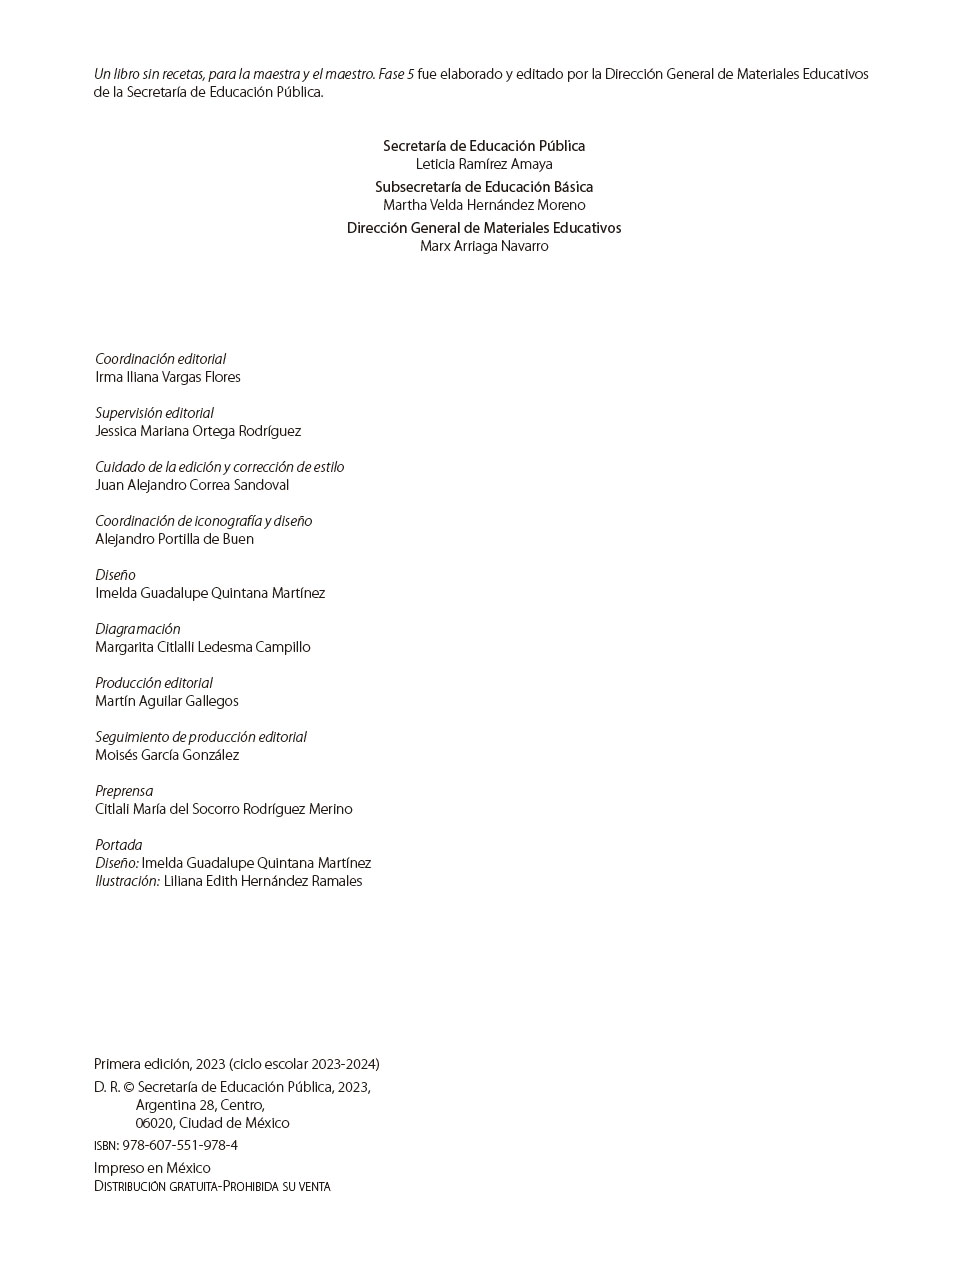 Un libro sin recetas, para la maestra y el maestro. Fase 5 fue elaborado y editado por la Dirección General de Materiales Educativos
de la Secretaría de Educación Pública.
Secretaría de Educación Pública
Leticia Ramírez Amaya
Subsecretaría de Educación Básica
Martha Velda Hernández Moreno
Dirección General de Materiales Educativos
Marx Arriaga Navarro
Coordinación editorial
Irma Iliana Vargas Flores
Supervisión editorial
Jessica Mariana Ortega Rodríguez
Cuidado de la edición y corrección de estilo
Juan Alejandro Correa Sandoval
Coordinación de iconografía y diseño
Alejandro Portilla de Buen
Diseño
Imelda Guadalupe Quintana Martínez
Diagramación
Margarita Citlalli Ledesma Campillo
Producción editorial
Martín Aguilar Gallegos
Seguimiento de producción editorial
Moisés García González
Preprensa
Citlali María del Socorro Rodríguez Merino
Portada
Diseño: Imelda Guadalupe Quintana Martínez
Ilustración: Liliana Edith Hernández Ramales
Primera edición, 2023 (ciclo escolar 2023-2024)
D. R. © Secretaría de Educación Pública, 2023,
Argentina 28, Centro,
06020, Ciudad de México
ISBN: 978-607-551-978-4
Impreso en México
DISTRIBUCIÓN GRATUITA-PROHIBIDA SU VENTA